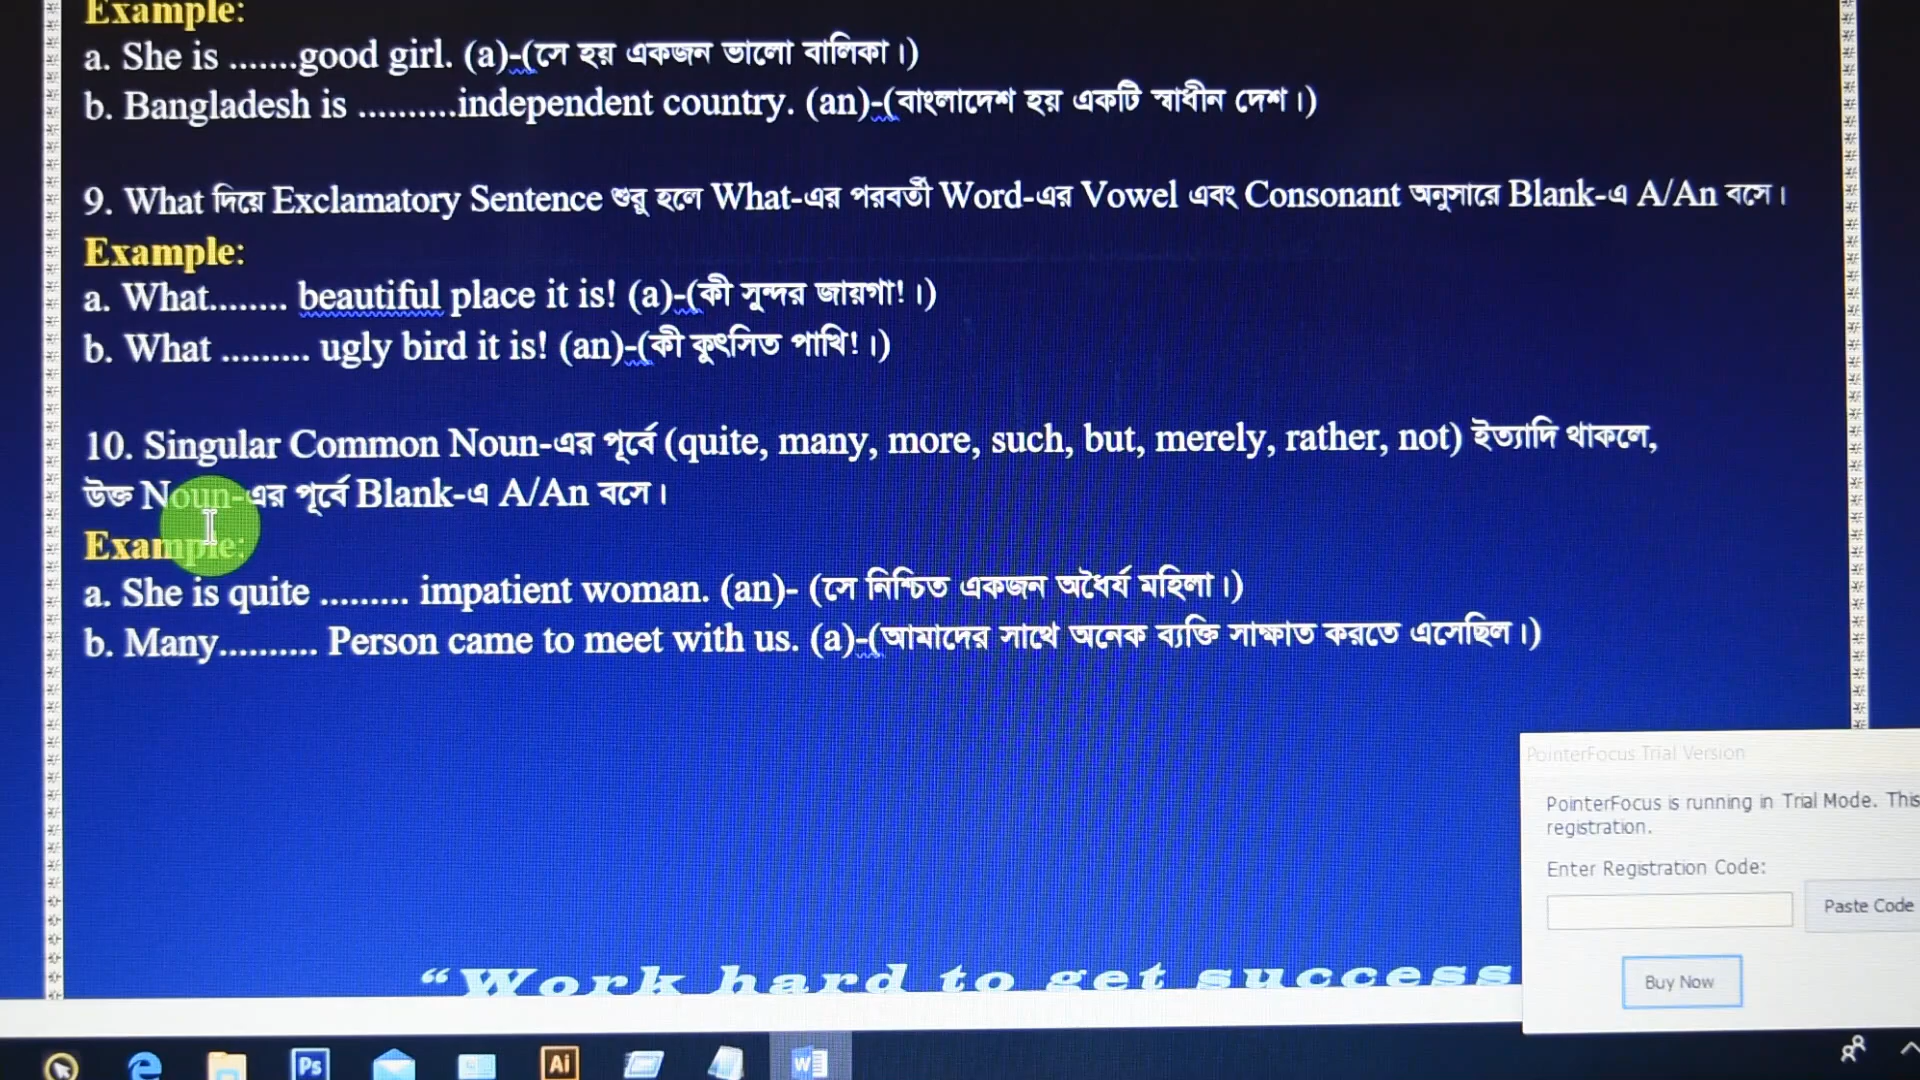 Example:
a. She is .......good girl. (a)-(সে হয় একজন ভালো বালিকা।)
b. Bangladesh is ..........independent country. (an)-(বাংলাদেশ হয় একটি স্বাধীন দেশ।)
9. What দিয়ে Exclamatory Sentence শুরু হলে What-এর পরবর্তী Word-এর Vowel এবং Consonant অনুসারে Blank-এ A/An বসে।
Example:
a. What........ beautiful place it is! (a)-(কী সুন্দর জায়গা!।)
b. What ......... ugly bird it is! (an)-(কী কুৎসিত পাখি!।)
10. Singular Common Noun-এর পূর্বে (quite, many, more, such, but, merely, rather, not) ইত্যাদি থাকলে,
উক্ত Noun-এর পূর্বে Blank-এ A/An বসে।
Example:
a. She is quite ......... impatient woman. (an)- (সে নিশ্চিত একজন অধৈর্য মহিলা।)
b. Many.......... Person came to meet with us. (a)-(আমাদের সাথে অনেক ব্যক্তি সাক্ষাত করতে এসেছিল।)
PointerFocus Trial Version
PointerFocus is running in Trial Mode. This
registration.
Enter Registration Code:
Paste Code
Buy Now
“Work hard to get success
Ps
Ai
W